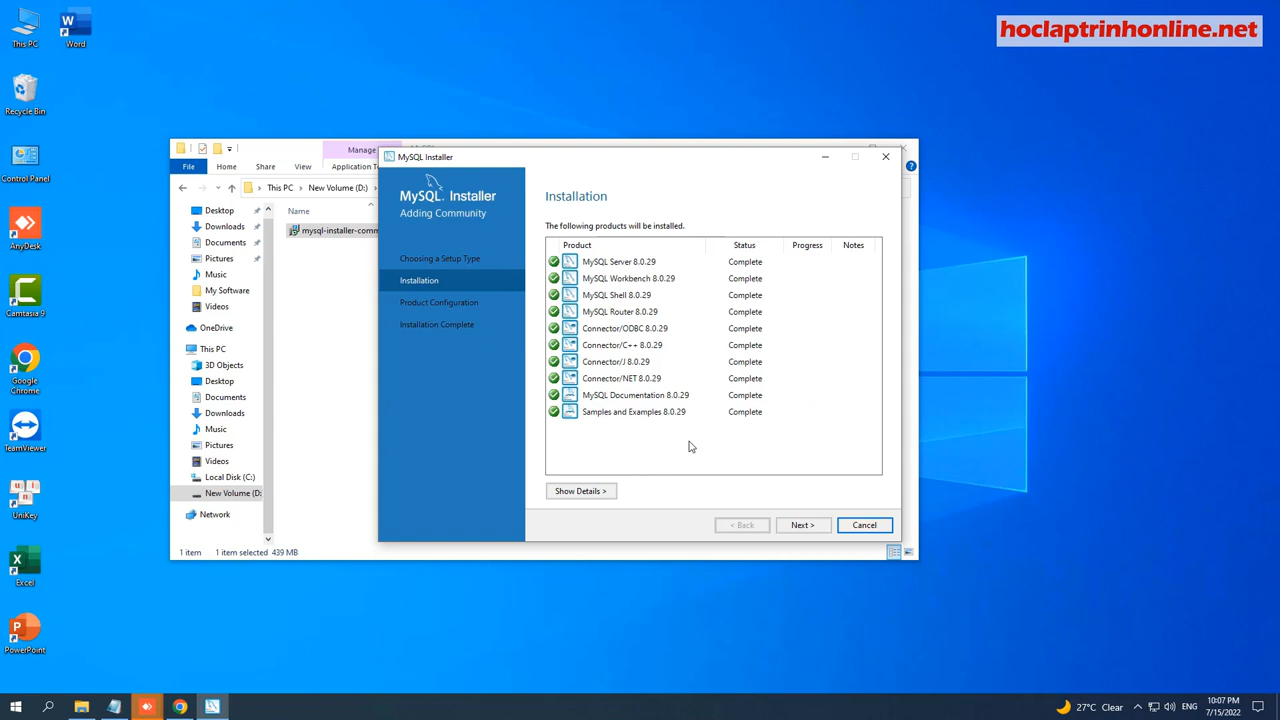 hoclaptrinhonline.net
This PC
Word
Recycle Bin
Control Panel
AnyDesk
Camtasia 9
Google
Chrome
TeamViewer
UniKey
Excel
PowerPoint
Manage
File
Home
Share
View
Application
This PC
New Volume (D:)
Desktop
Downloads
Documents
Pictures
Music
My Software
Videos
OneDrive
This PC
3D Objects
Desktop
Documents
Downloads
Music
Pictures
Videos
Local Disk (C:)
New Volume (D:
Network
Name
mysql-installer-comm
1 item
1 item selected 439 MB
MySQL Installer
MySQL. Installer
Adding Community
Choosing a Setup Type
Installation
Product Configuration
Installation Complete
Installation
The following products will be installed.
Product Status Progress Notes
MySQL Server 8.0.29 Complete
MySQL Workbench 8.0.29 Complete
MySQL Shell 8.0.29 Complete
MySQL Router 8.0.29 Complete
Connector/ODBC 8.0.29 Complete
Connector/C++ 8.0.29 Complete
Connector/J 8.0.29 Complete
Connector/NET 8.0.29 Complete
MySQL Documentation 8.0.29 Complete
Samples and Examples 8.0.29 Complete
Show Details >
< Back
Next >
Cancel
27°C Clear
ENG
10:07 PM
7/15/2022